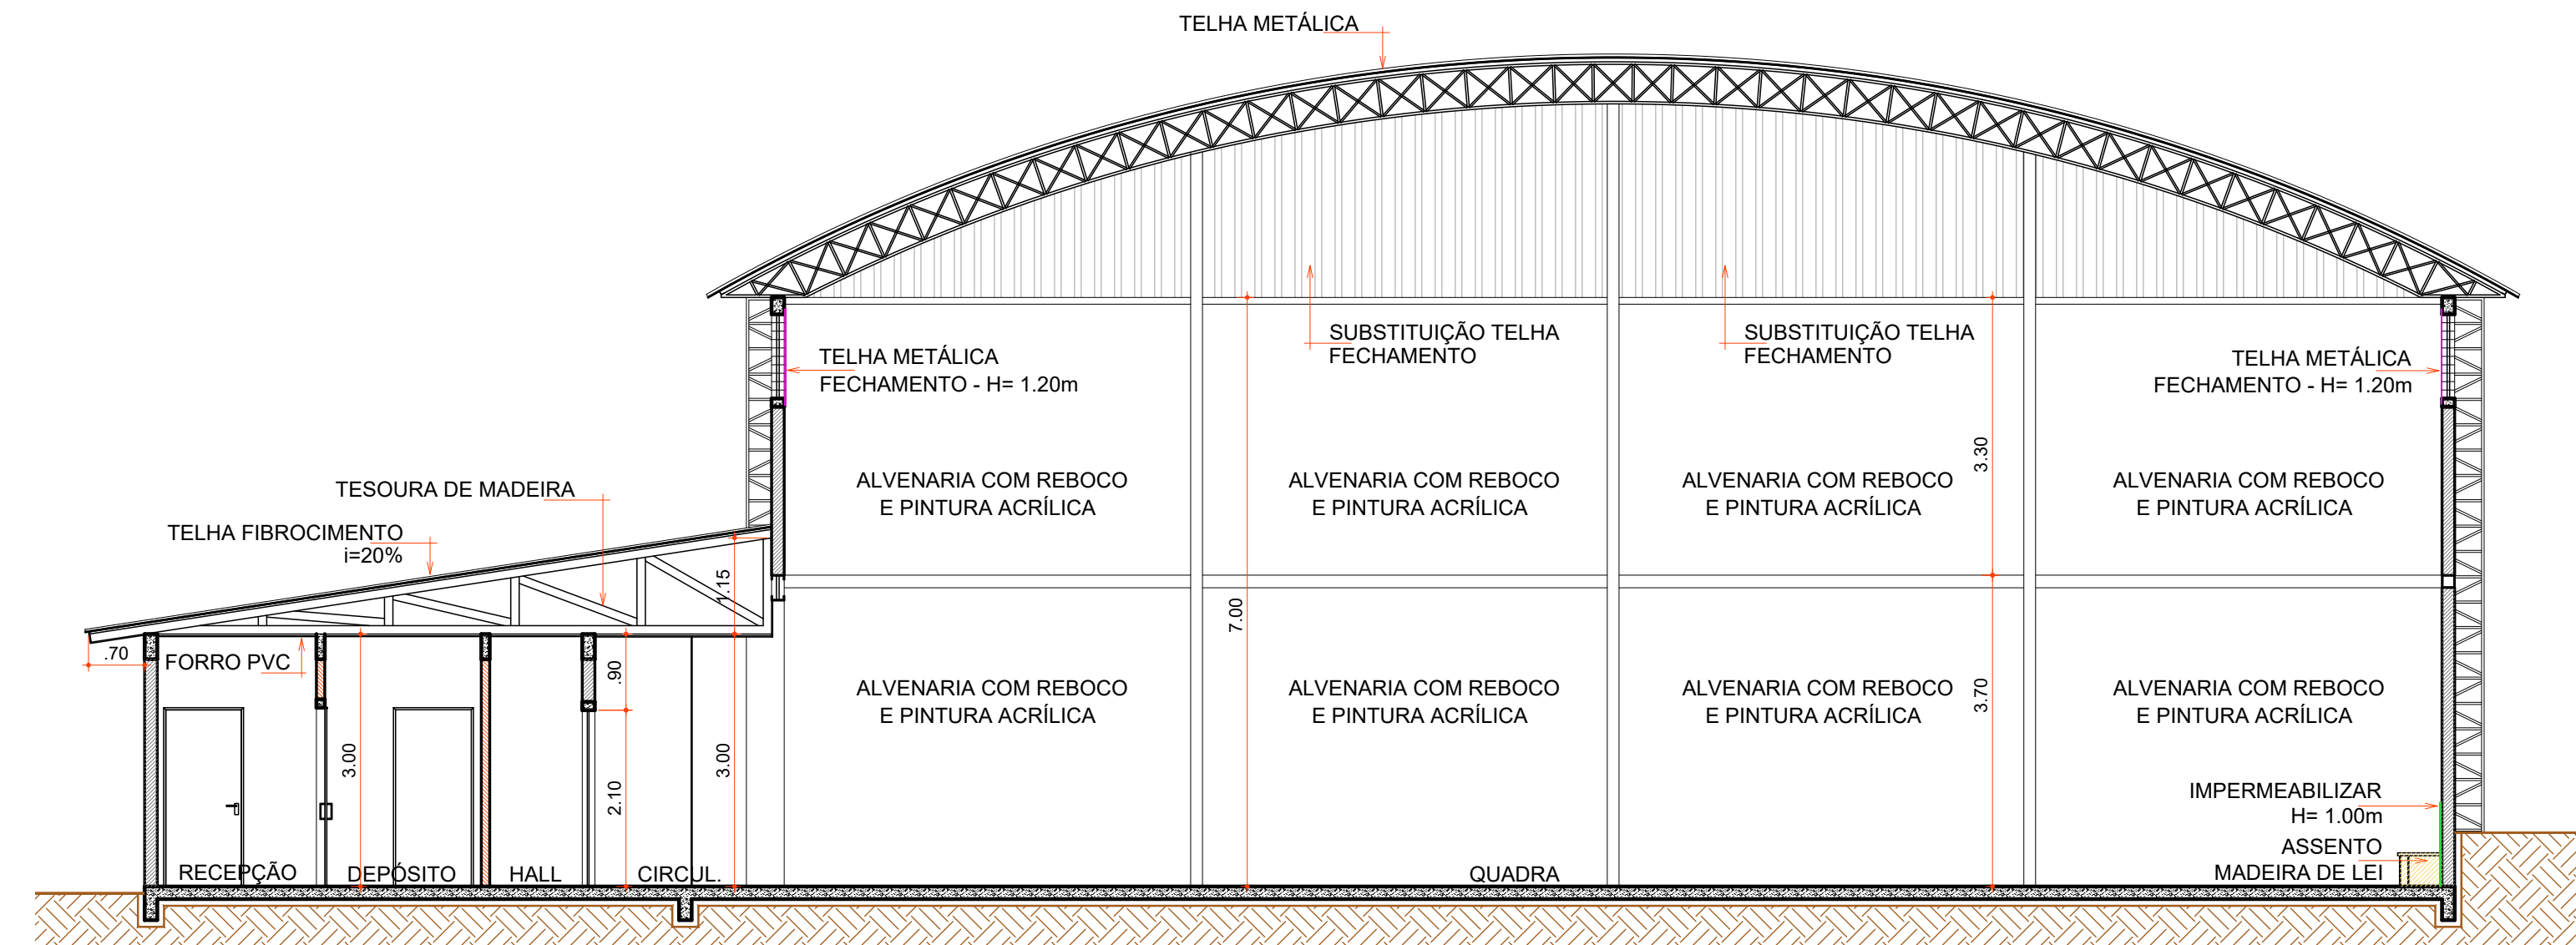 TELHA METÁLICA
SUBSTITUIÇÃO TELHA
FECHAMENTO
SUBSTITUIÇÃO TELHA
FECHAMENTO
TELHA METÁLICA
FECHAMENTO - H= 1.20m
TELHA METÁLICA
FECHAMENTO - H= 1.20m
3.30
ALVENARIA COM REBOCO
E PINTURA ACRÍLICA
ALVENARIA COM REBOCO
E PINTURA ACRÍLICA
ALVENARIA COM REBOCO
E PINTURA ACRÍLICA
ALVENARIA COM REBOCO
E PINTURA ACRÍLICA
TESOURA DE MADEIRA
TELHA FIBROCIMENTO
i=20%
1.15
7.00
.70
FORRO PVC
.90
ALVENARIA COM REBOCO
E PINTURA ACRÍLICA
ALVENARIA COM REBOCO
E PINTURA ACRÍLICA
ALVENARIA COM REBOCO
E PINTURA ACRÍLICA
3.70
ALVENARIA COM REBOCO
E PINTURA ACRÍLICA
3.00
2.10
3.00
IMPERMEABILIZAR
H= 1.00m
ASSENTO
MADEIRA DE LEI
RECEPÇÃO
DEPÓSITO
HALL
CIRCUL.
QUADRA